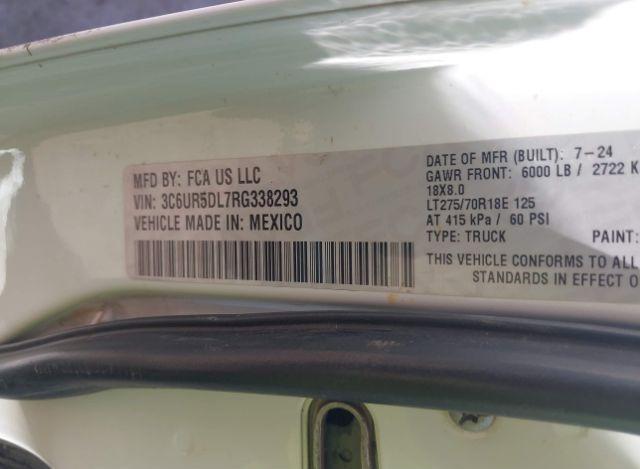 MFD BY: FCA US LLC
VIN: 3C6UR5DL7RG338293
VEHICLE MADE IN: MEXICO
DATE OF MFR (BUILT): 7-24
GAWR FRONT: 6000 LB / 2722 K
18X8.0
LT275/70R18E 125
AT 415 kPa / 60 PSI
TYPE: TRUCK PAINT:
THIS VEHICLE CONFORMS TO ALL
STANDARDS IN EFFECT O